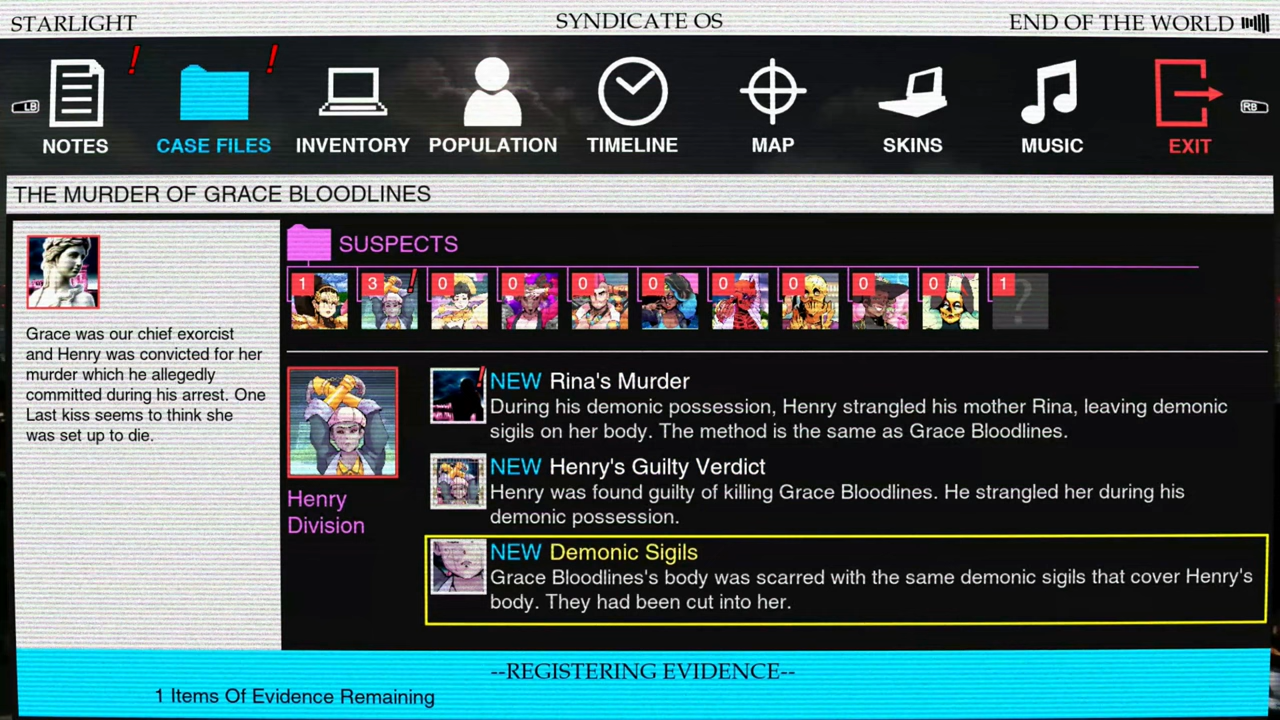 STARLIGHT
SYNDICATE OS
END OF THE WORLD
LB
NOTES
CASE FILES
INVENTORY
POPULATION
TIMELINE
MAP
SKINS
MUSIC
EXIT
RB
THE MURDER OF GRACE BLOODLINES
Grace was our chief exorcist
and Henry was convicted for her
murder which he allegedly
committed during his arrest. One
Last kiss seems to think she
was set up to die.
SUSPECTS
1
3
0
0
0
0
0
0
0
0
1
?
Henry
Division
NEW Rina's Murder
During his demonic possession, Henry strangled his mother Rina, leaving demonic
sigils on her body. The method is the same as Grace Bloodlines.
NEW Henry's Guilty Verdict
Henry was found guilty of killing Grace Bloodlines. He strangled her during his
demonic possession.
NEW Demonic Sigils
Grace Bloodlines's body was scarred with the same demonic sigils that cover Henry's
body. They had been cut into her.
--REGISTERING EVIDENCE--
1 Items Of Evidence Remaining